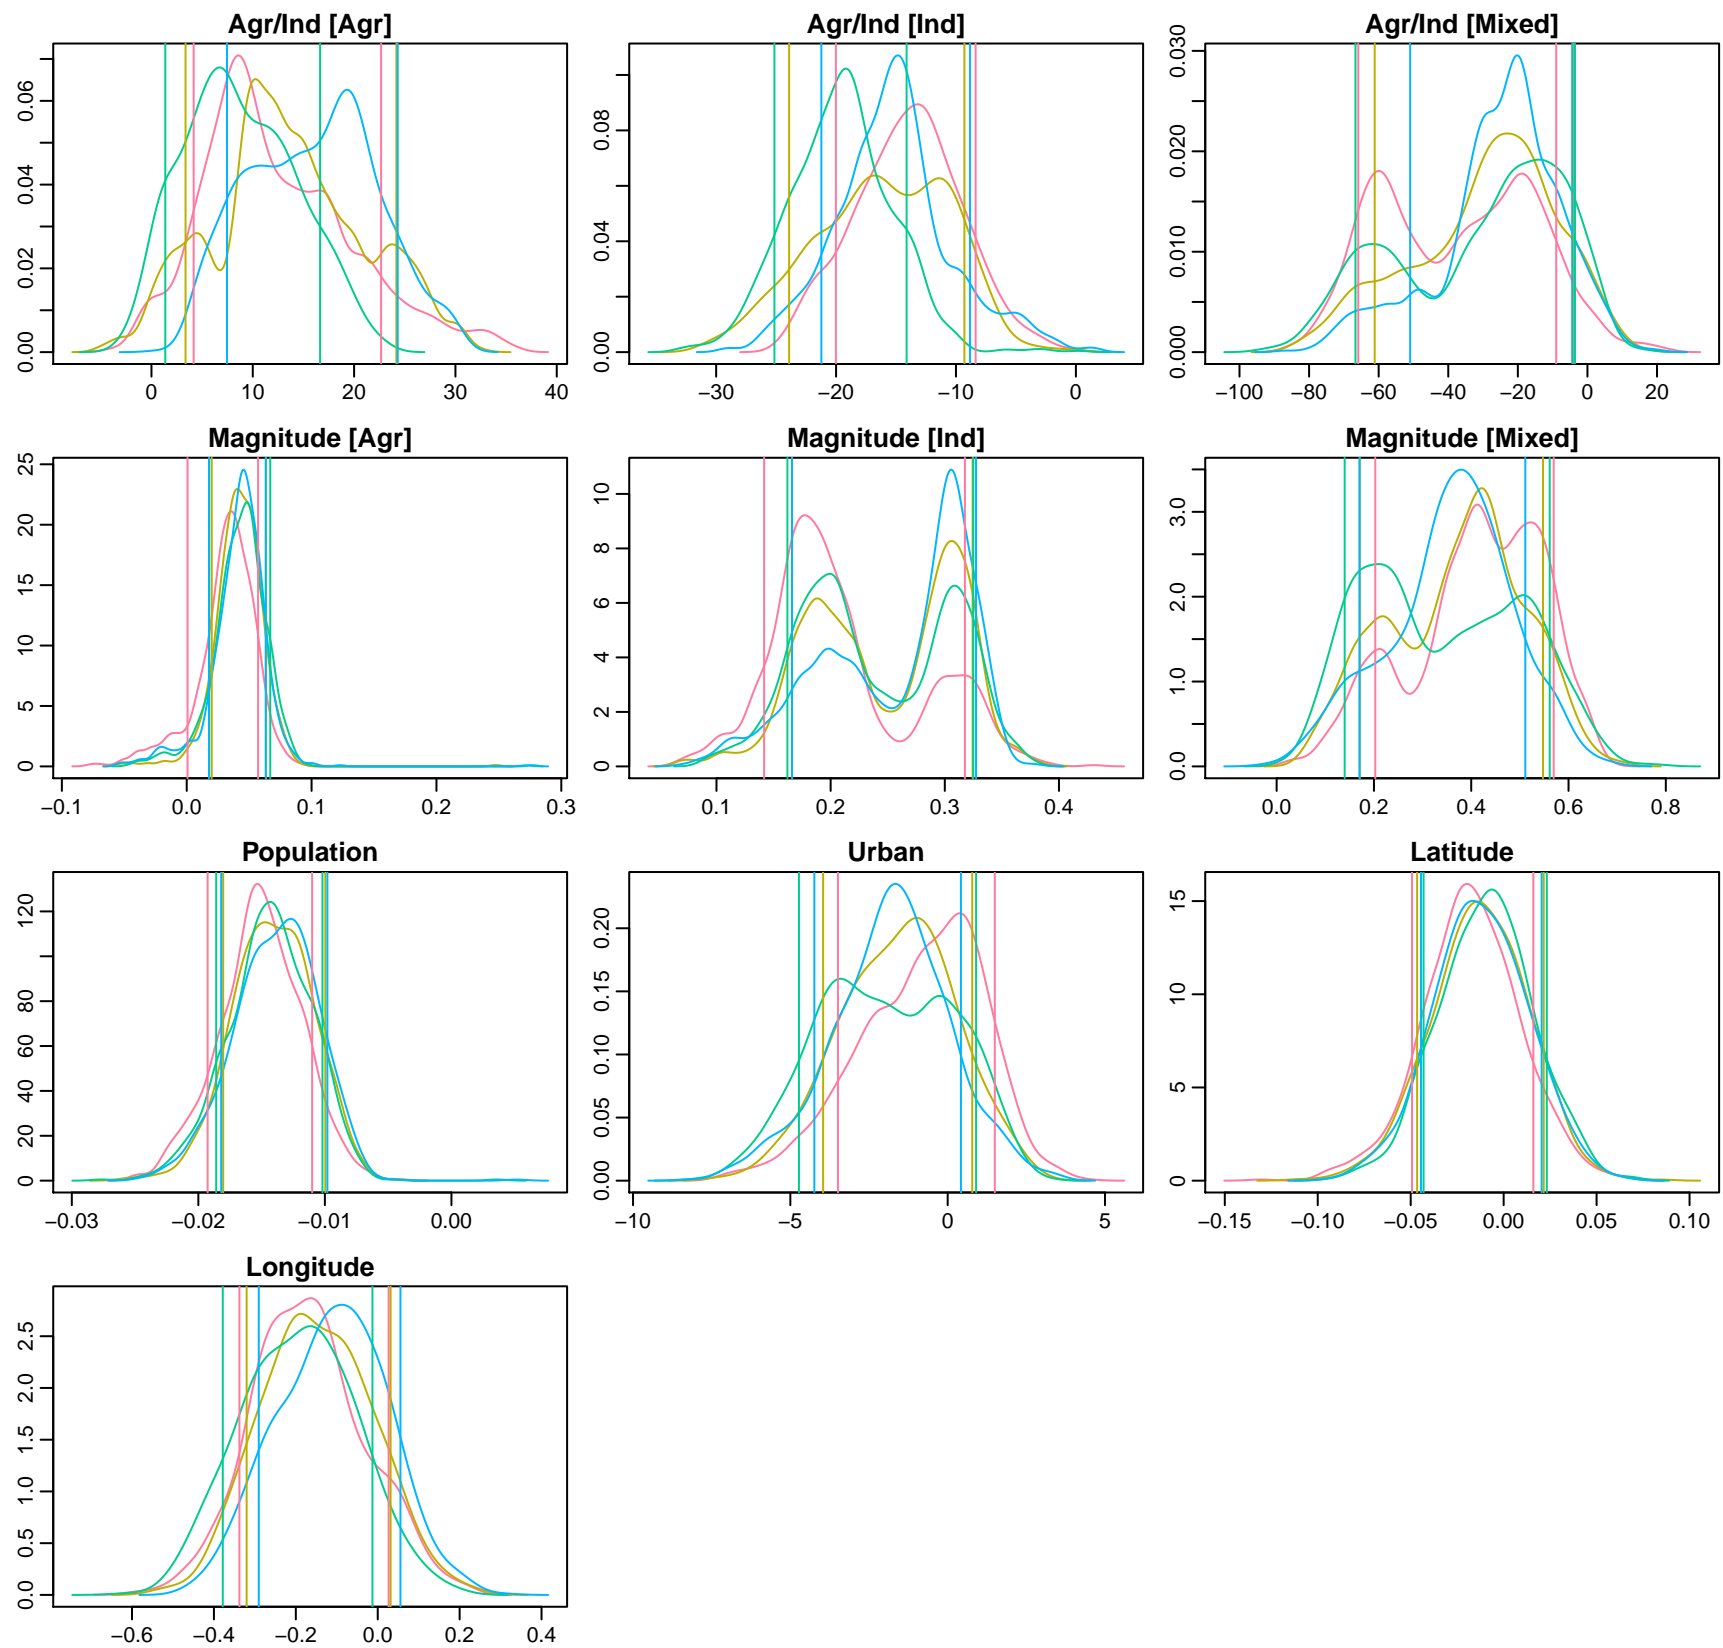 Agr/Ind [Agr]
0.00 0.02 0.04 0.06
0 10 20 30 40
Agr/Ind [Ind]
0.00 0.04 0.08
−30 −20 −10 0
Agr/Ind [Mixed]
0.000 0.010 0.020 0.030
−100 −80 −60 −40 −20 0 20
Magnitude [Agr]
0 5 10 15 20 25
−0.1 0.0 0.1 0.2 0.3
Magnitude [Ind]
0 2 4 6 8 10
0.1 0.2 0.3 0.4
Magnitude [Mixed]
0.0 1.0 2.0 3.0
0.0 0.2 0.4 0.6 0.8
Population
0 20 40 60 80 120
−0.03 −0.02 −0.01 0.00
Urban
0.00 0.05 0.10 0.15 0.20
−10 −5 0 5
Latitude
0 5 10 15
−0.15 −0.10 −0.05 0.00 0.05 0.10
Longitude
0.0 0.5 1.0 1.5 2.0 2.5
−0.6 −0.4 −0.2 0.0 0.2 0.4